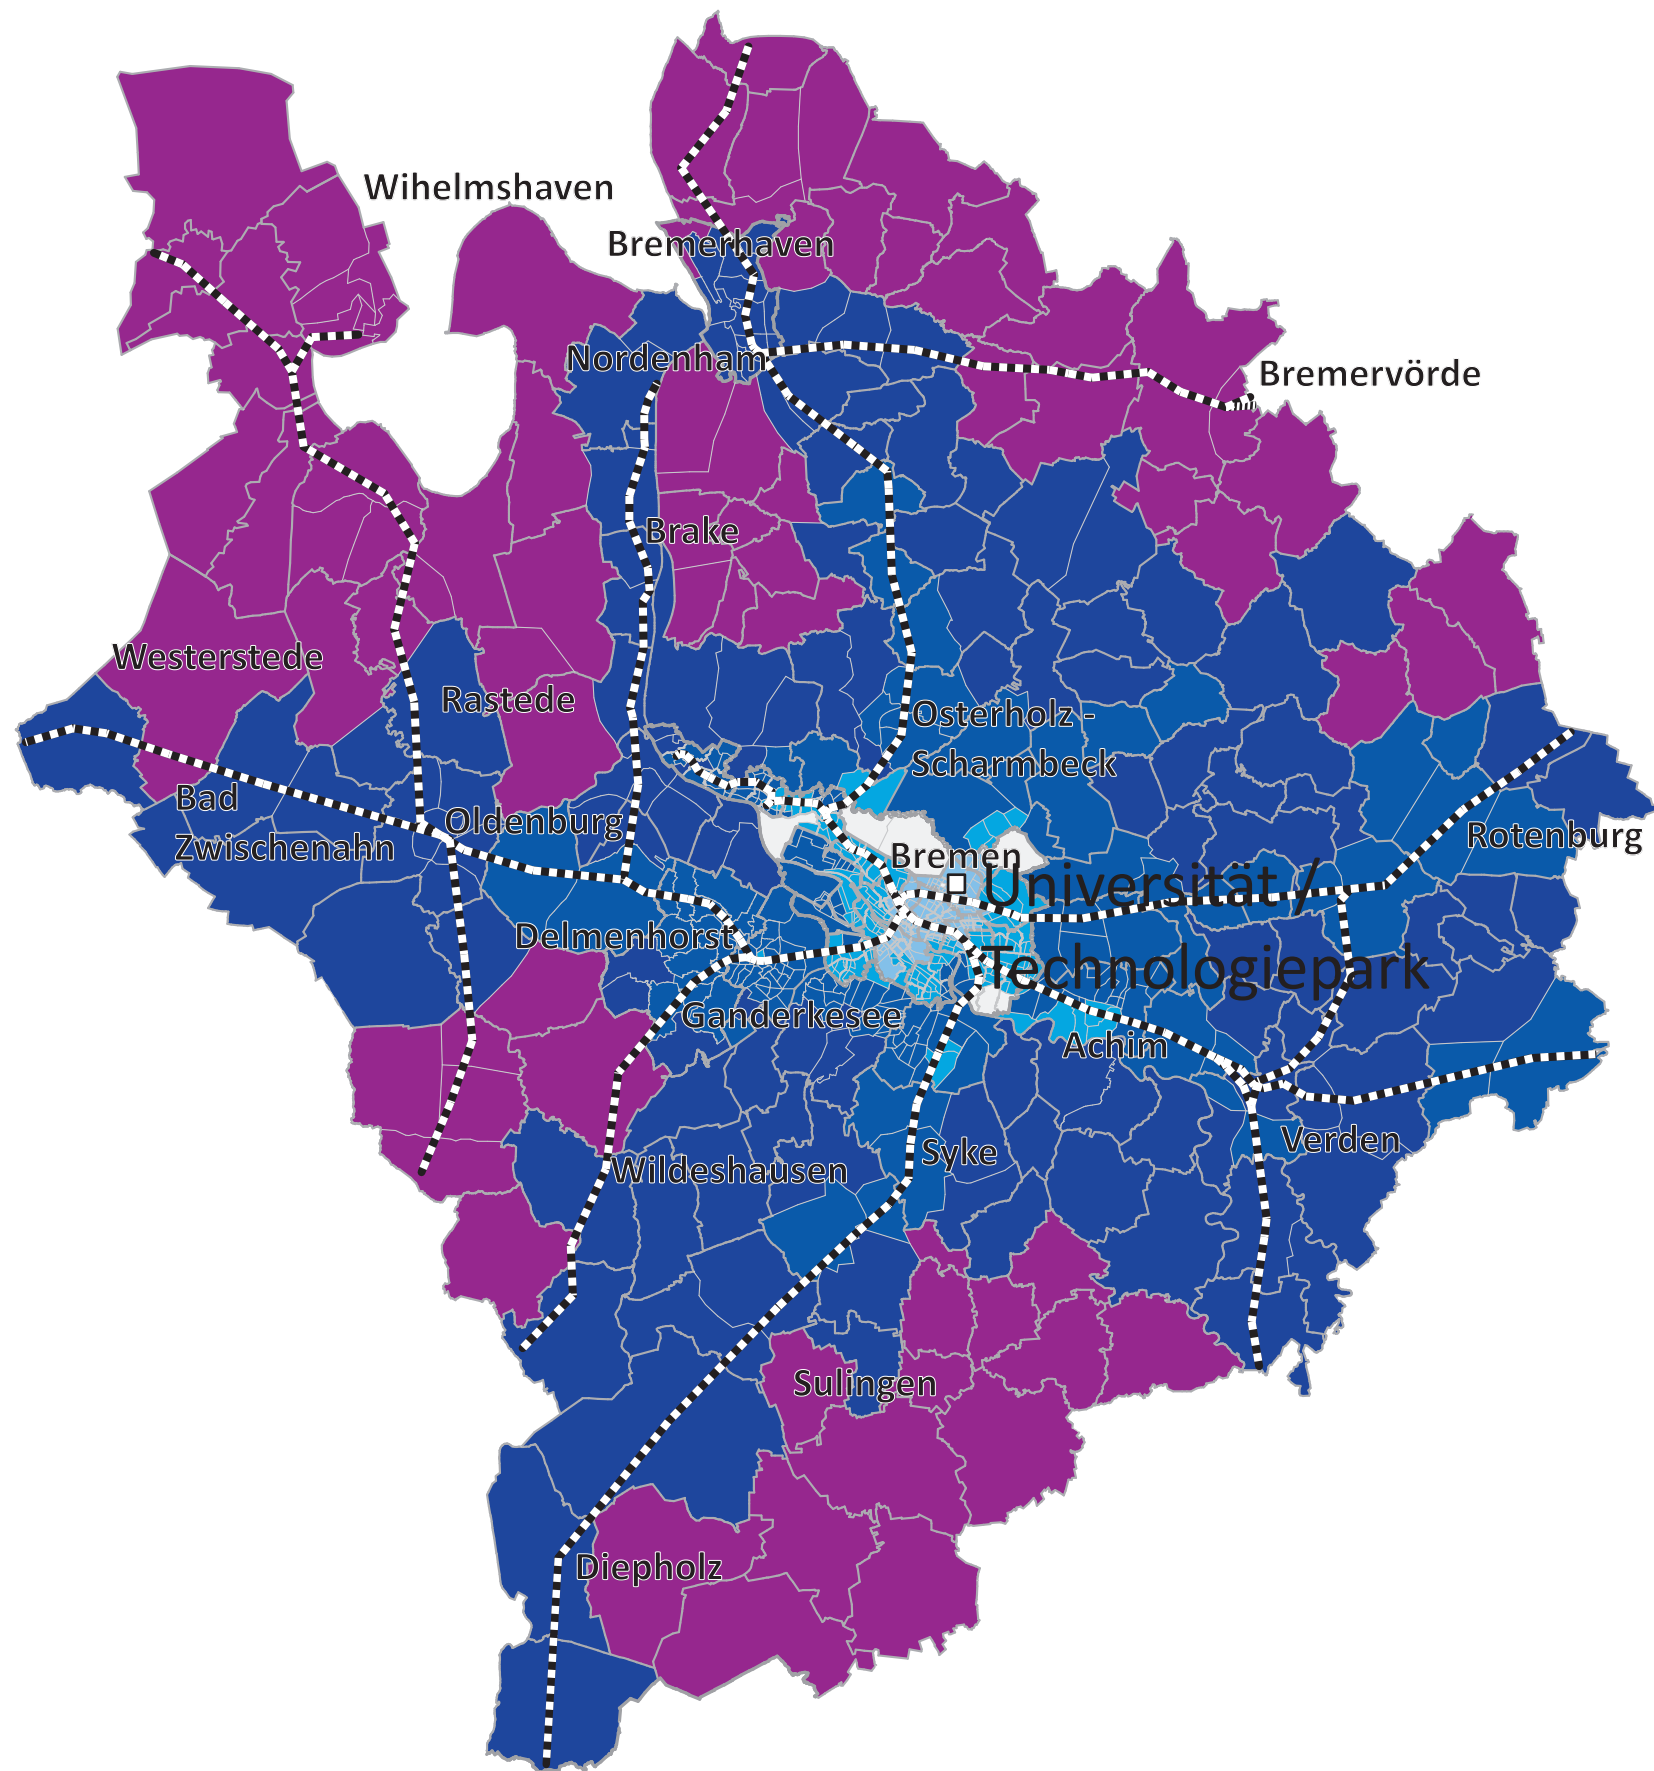 Wihelmshaven
Bremerhaven
Nordenham
Bremervörde
Brake
Westerstede
Rastede
Osterholz -
Scharmbeck
Bad
Zwischenahn
Oldenburg
Rotenburg
Bremen
Universität /
Technologiepark
Delmenhorst
Ganderkesee
Achim
Verden
Syke
Wildeshausen
Sulingen
Diepholz